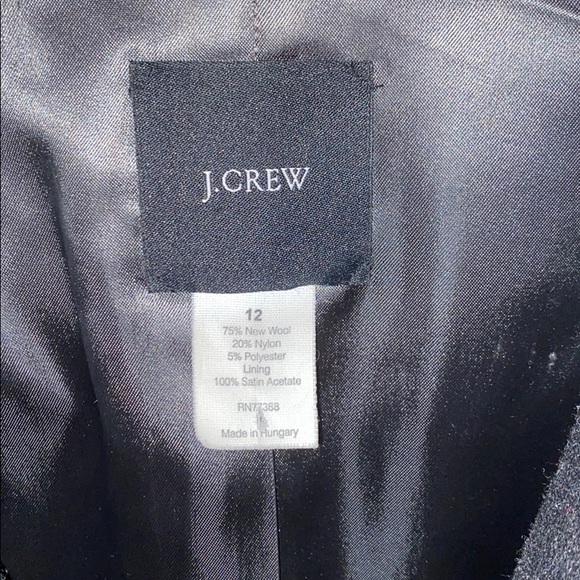 J.CREW
12
75% New Wool
20% Nylon
5% Polyester
Lining
100% Satin Acetate
RN77388
Made in Hungary